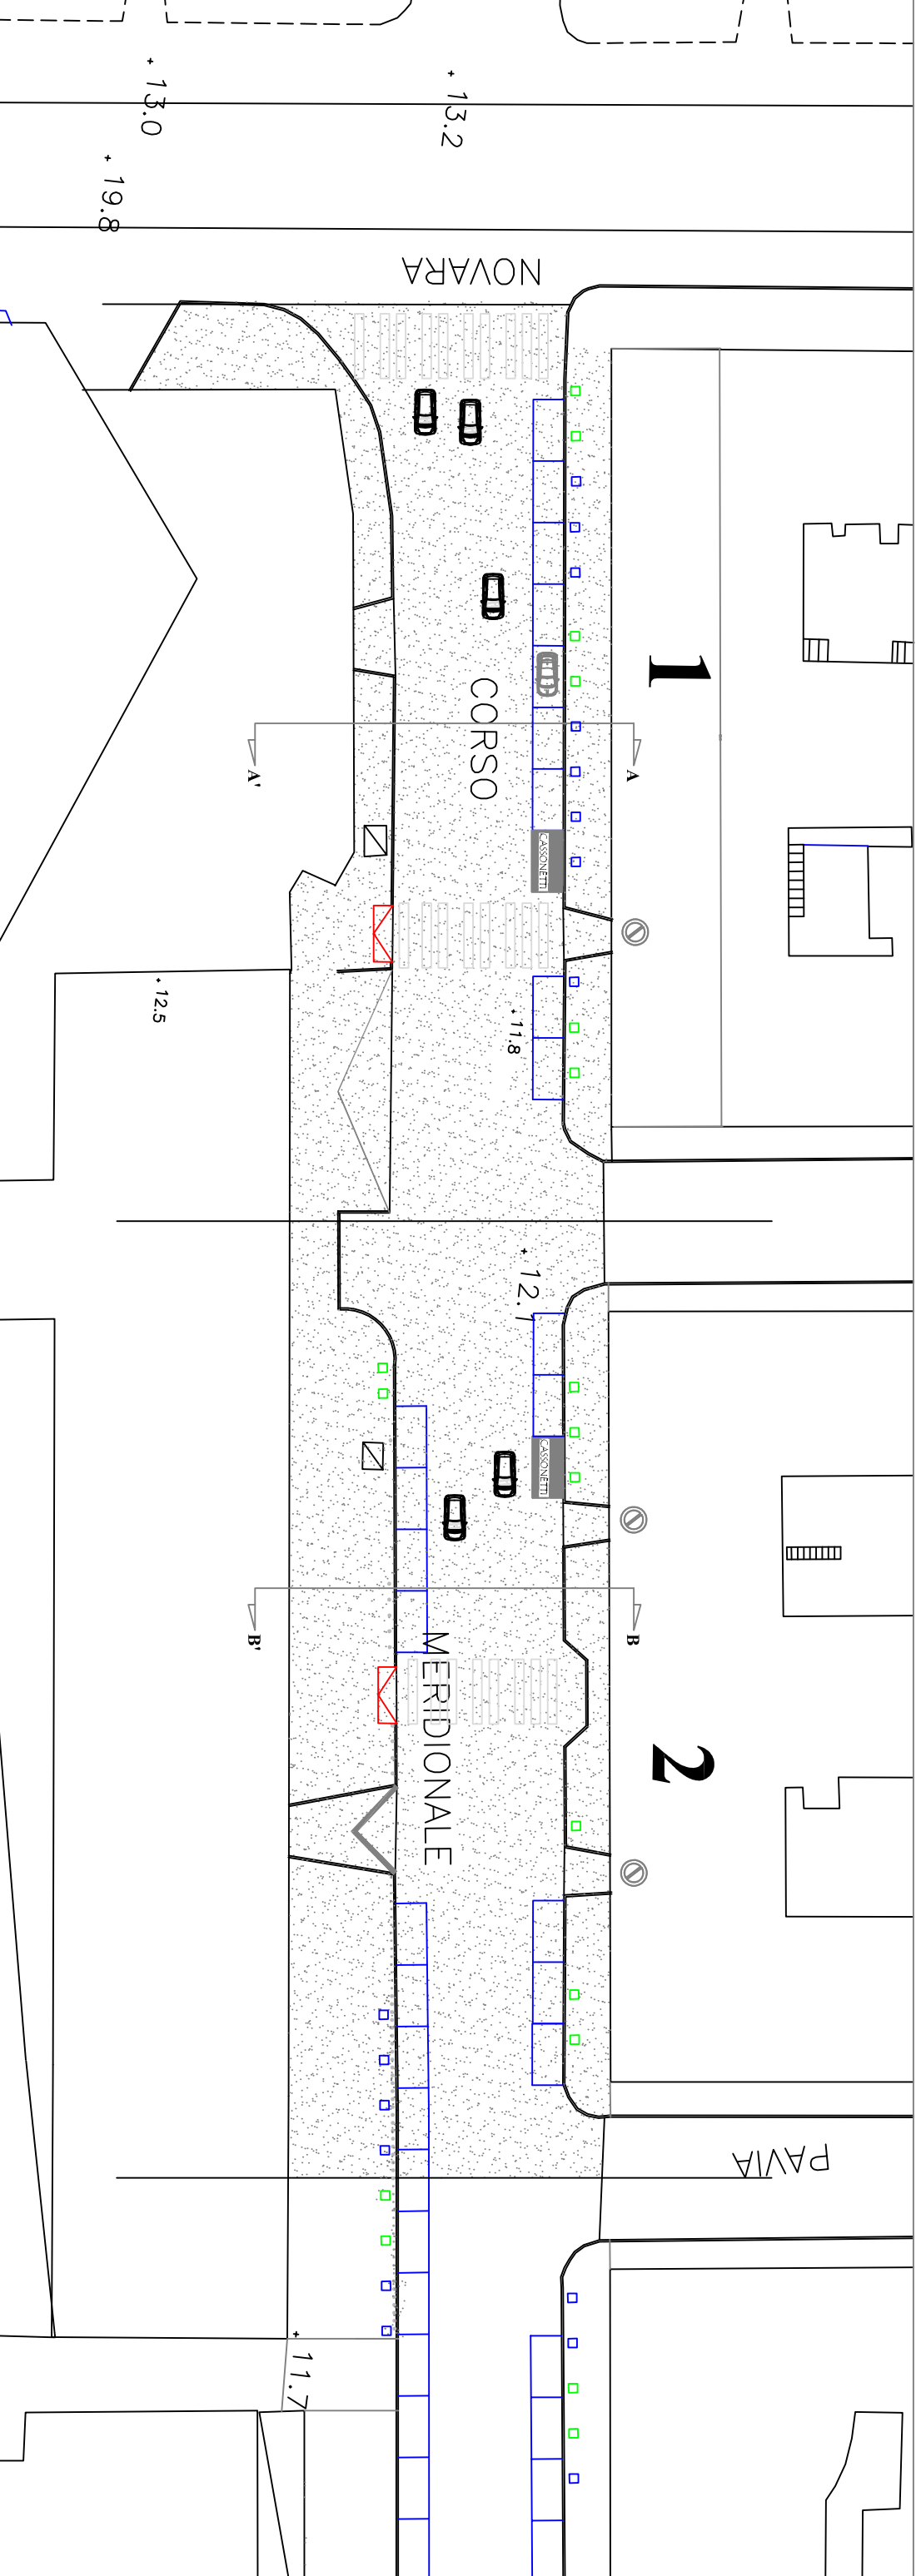 13.0
13.2
19.8
NOVARA
1
CORSO
A'
A
CASSONETTI
12.5
11.8
12.1
CASSONETTI
B'
B
MERIDIONALE
2
PAVIA
11.7